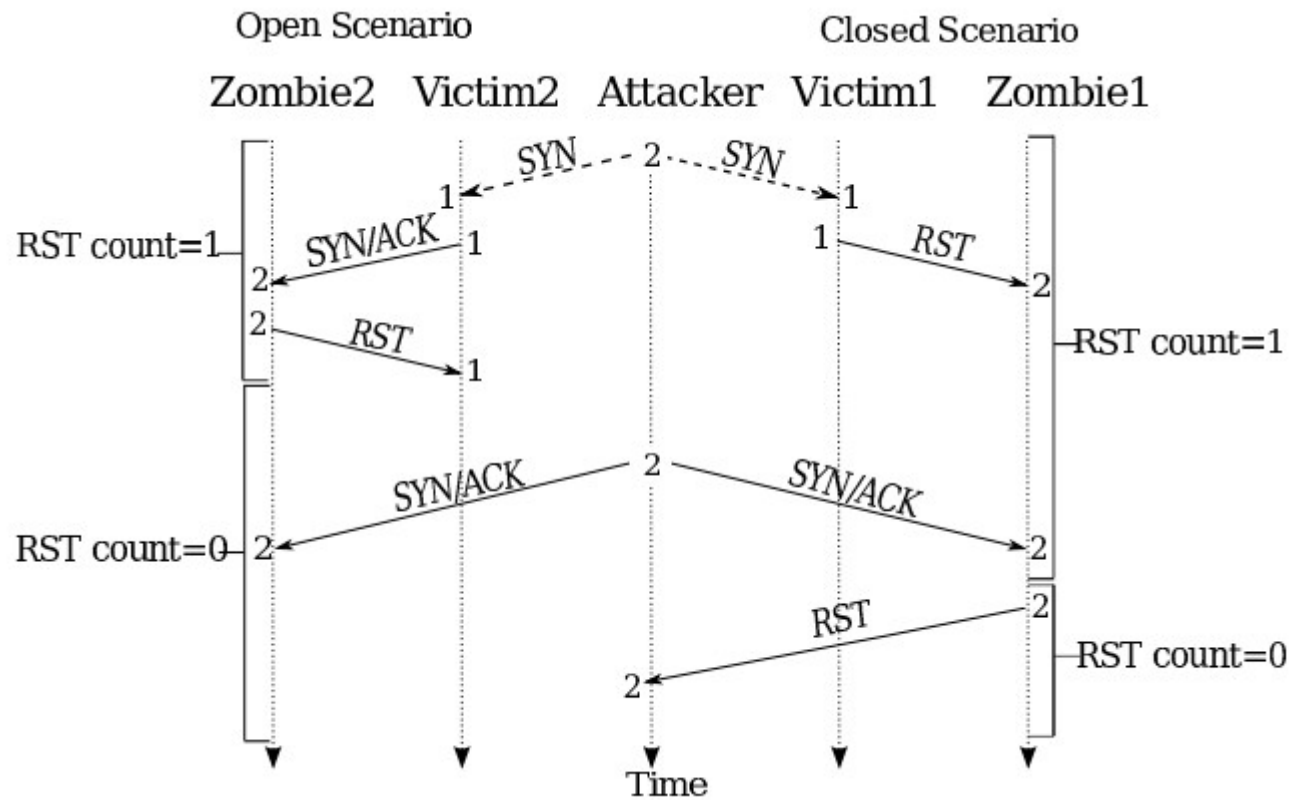 Open Scenario Closed Scenario
Zombie2 Victim2 Attacker Victim1 Zombie1
SYN 2 SYN
1 1
RST count=1 SYN/ACK 1 1 RST
2 2
2 RST RST count=1
1
SYN/ACK 2 SYN/ACK
RST count=0 2 2
RST 2
2 RST count=0
Time